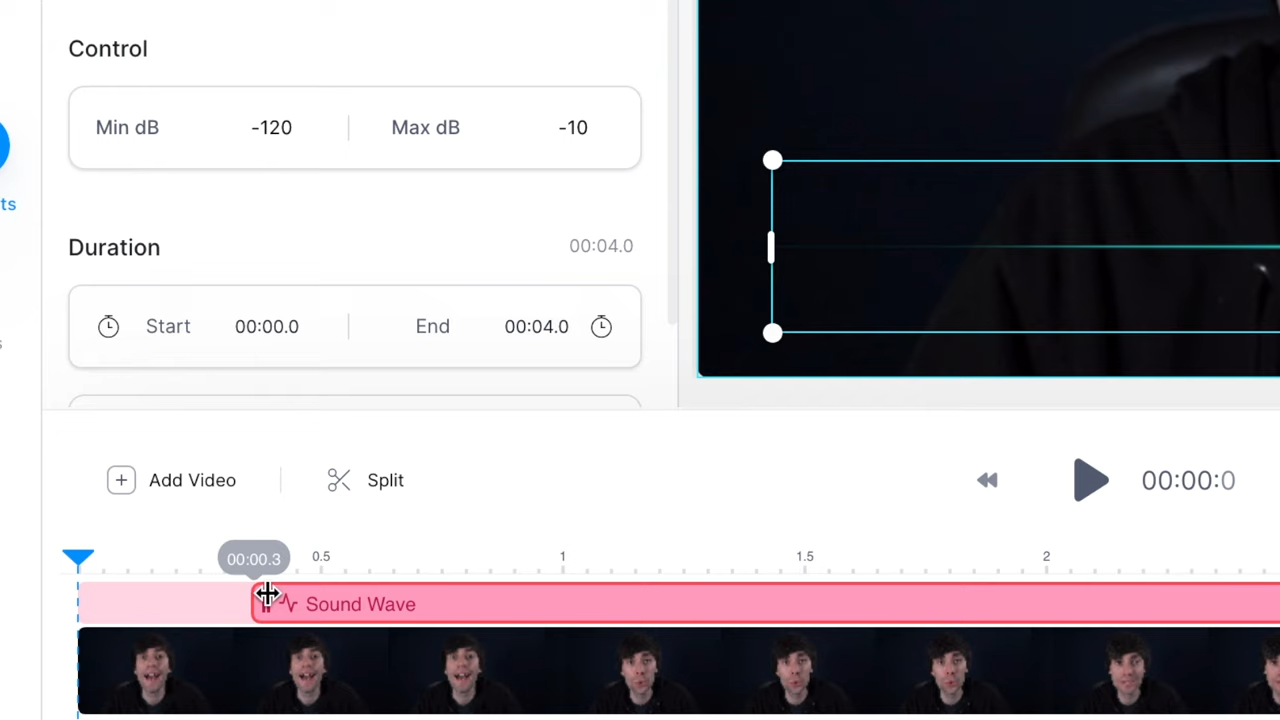 Control
Min dB -120 Max dB -10
ts
Duration 00:04.0
Start 00:00.0 End 00:04.0
s
Add Video Split 00:00:0
00:00.3 0.5 1 1.5 2
Sound Wave